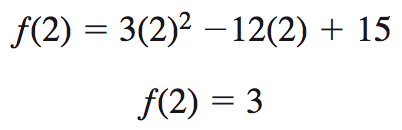 f(2) = 3(2)² – 12(2) + 15
f(2) = 3